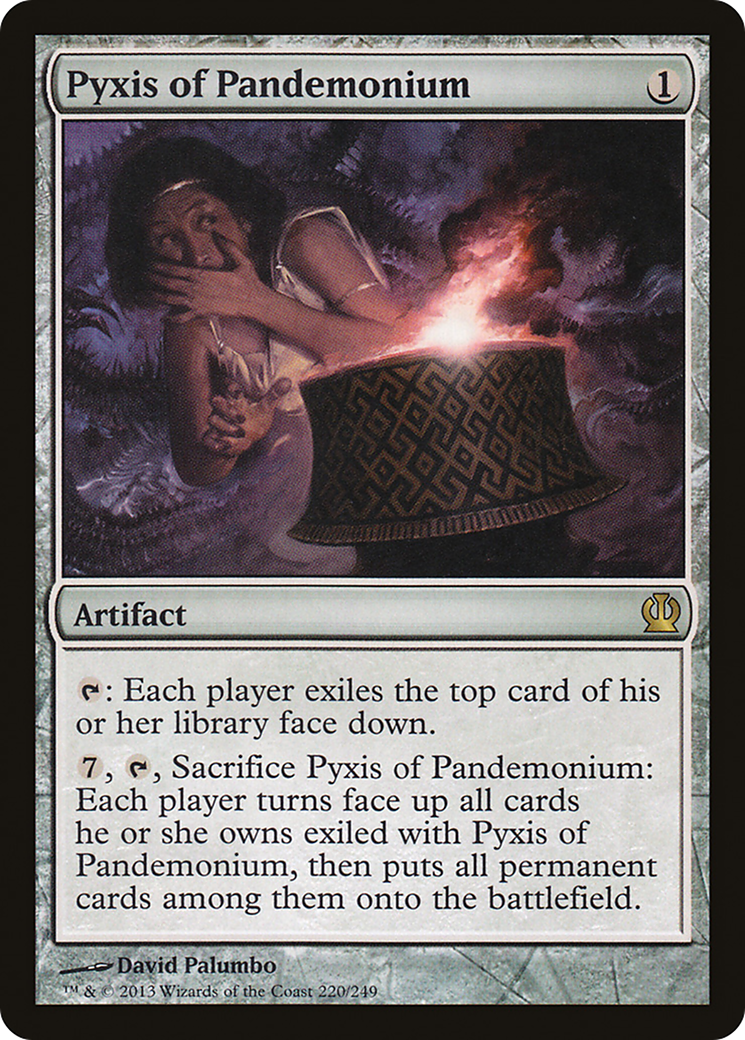 Pyxis of Pandemonium 1
Artifact
: Each player exiles the top card of his
or her library face down.
7, , Sacrifice Pyxis of Pandemonium:
Each player turns face up all cards
he or she owns exiled with Pyxis of
Pandemonium, then puts all permanent
cards among them onto the battlefield.
David Palumbo
™ & © 2013 Wizards of the Coast 220/249